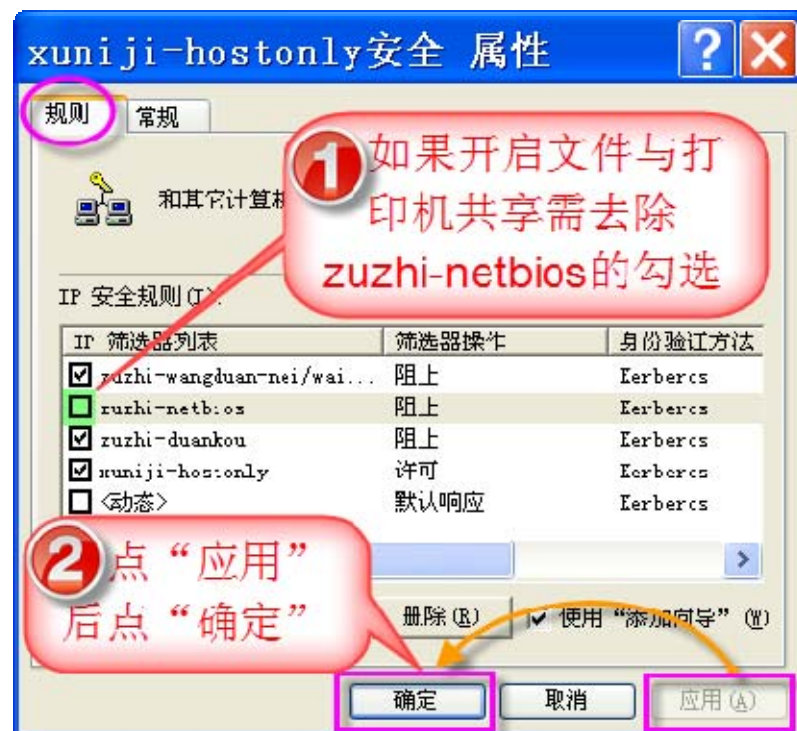 xuniji-hostonly安全 属性
规则 常规
1 如果开启文件与打
印机共享需去除
zuzhi-netbios的勾选
和其它计算机
IP 安全规则(I):
IP 筛选器列表 筛选器操作 身份验证方法
zuzhi-wangduan-nei/wai... 阻止 Kerberos
zuzhi-netbios 阻止 Kerberos
zuzhi-duankou 阻止 Kerberos
xuniji-hostonly 许可 Kerberos
<动态> 默认响应 Kerberos
2 点“应用”
后点“确定”
删除(R) 使用“添加向导”(W)
确定 取消 应用(A)